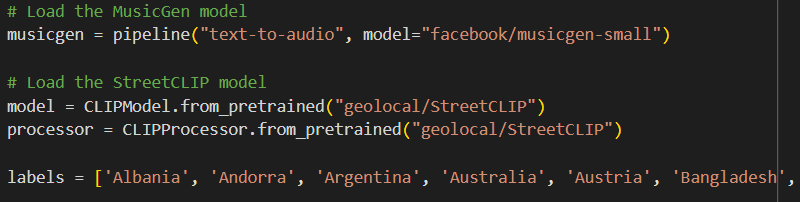 # Load the MusicGen model
musicgen = pipeline("text-to-audio", model="facebook/musicgen-small")
# Load the StreetCLIP model
model = CLIPModel.from_pretrained("geolocal/StreetCLIP")
processor = CLIPProcessor.from_pretrained("geolocal/StreetCLIP")
labels = ['Albania', 'Andorra', 'Argentina', 'Australia', 'Austria', 'Bangladesh',